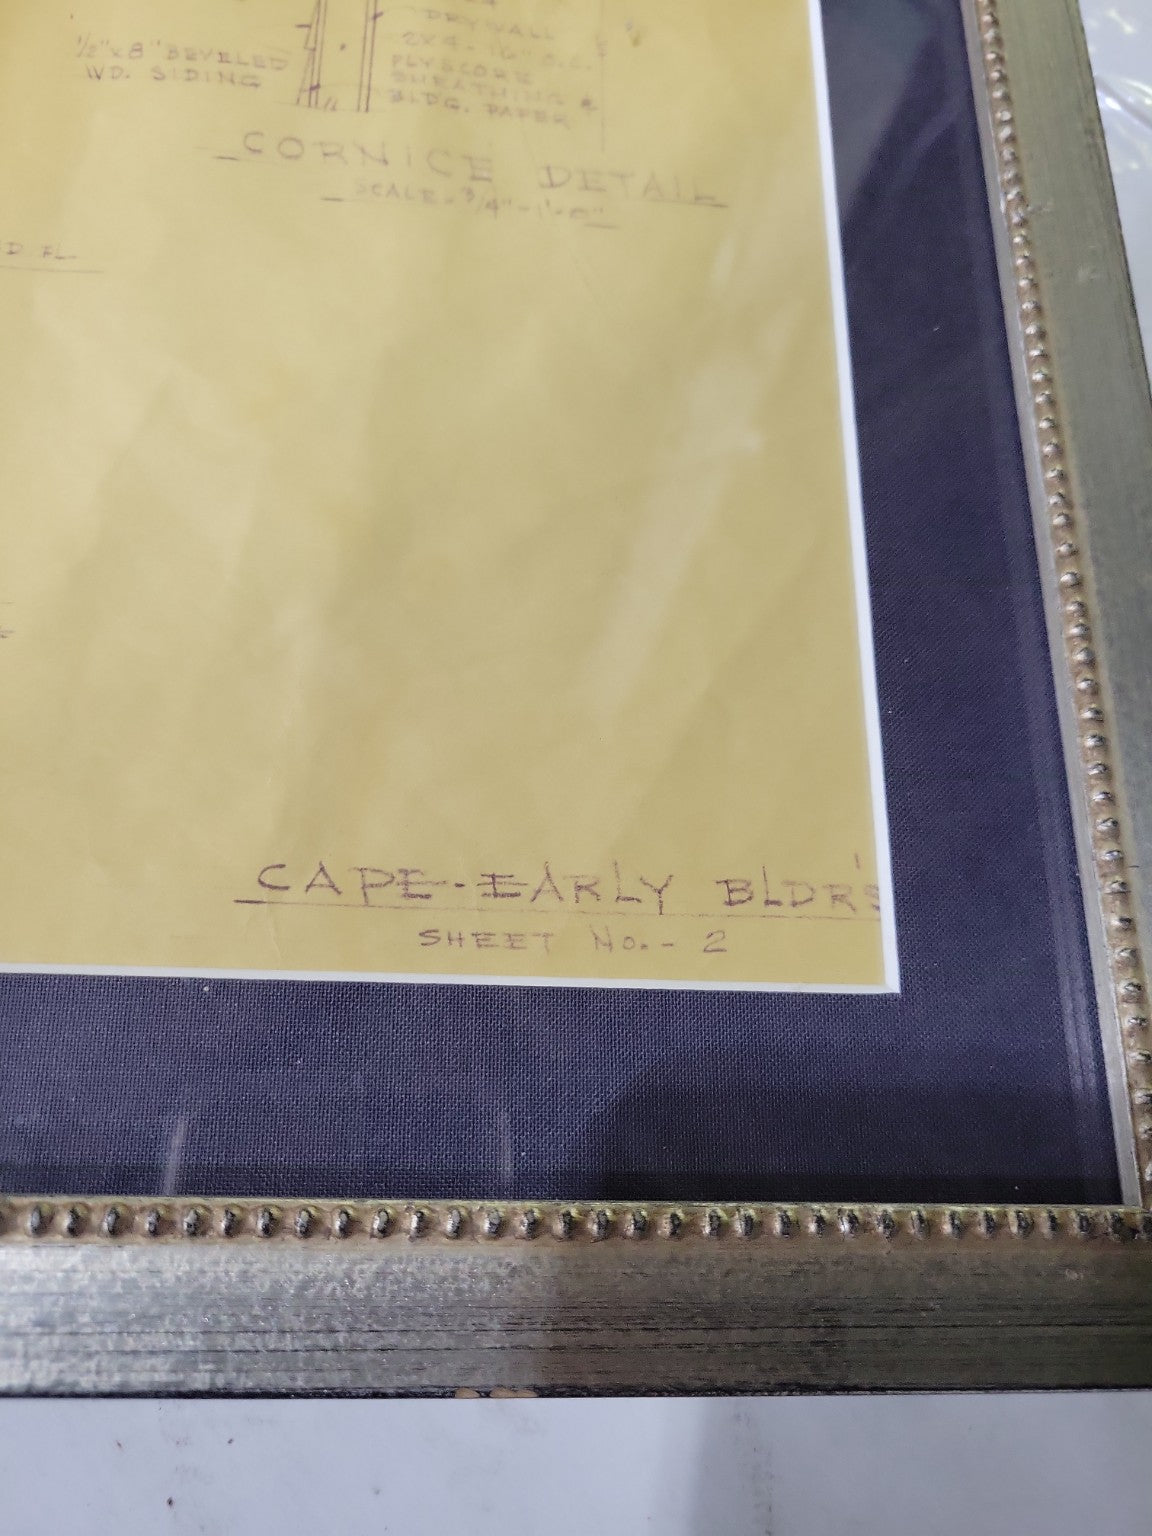 DRYWALL
2x4-16" O.C.
PLYSCORE
SHEATHING &
BLDG. PAPER
1/2"x8" BEVELED
WD. SIDING
CORNICE DETAIL
SCALE-3/4"-1'-0"
D FL.
CAPE-EARLY BLDR'S
SHEET No.-2